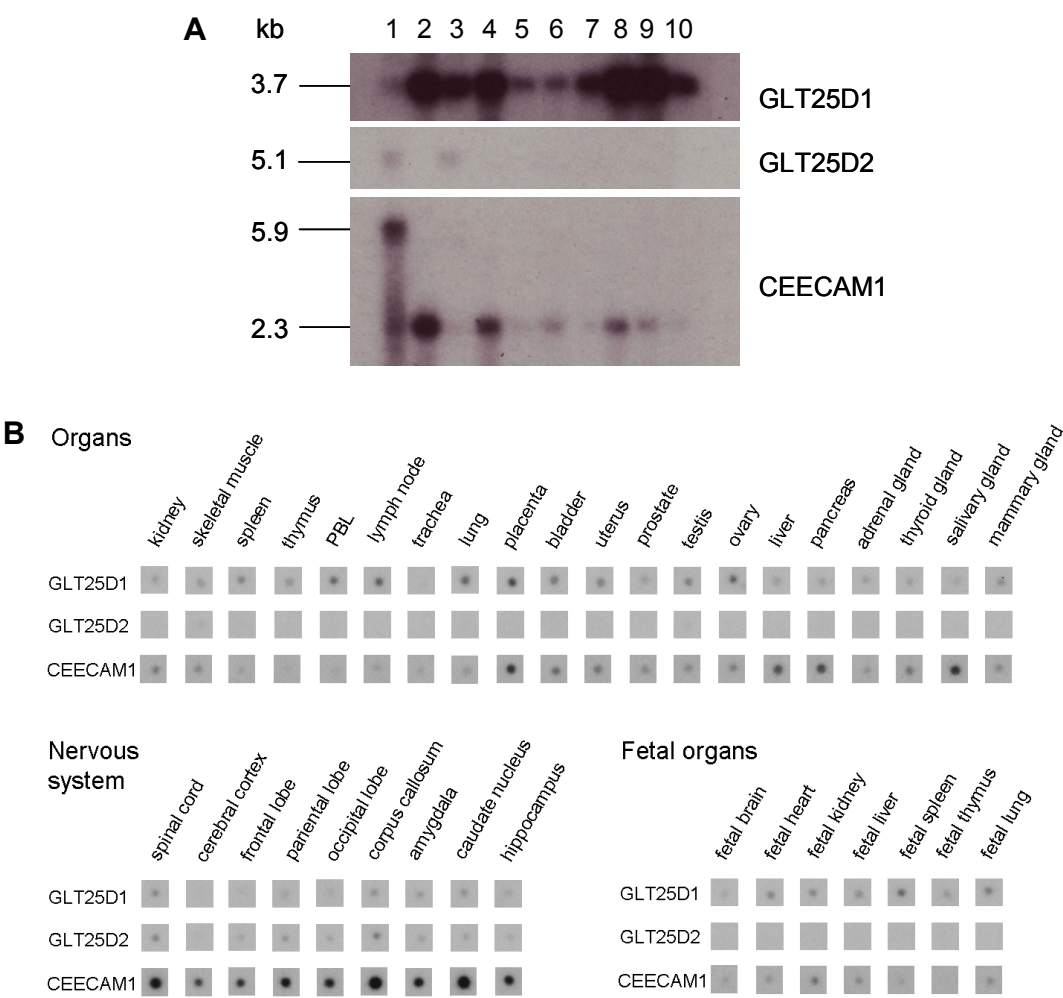 A kb 1 2 3 4 5 6 7 8 9 10
3.7 GLT25D1
5.1 GLT25D2
5.9
CEECAM1
2.3
B Organs
kidney skeletal muscle spleen thymus PBL lymph node trachea lung placenta bladder uterus prostate testis ovary liver pancreas adrenal gland thyroid gland salivary gland mammary gland
GLT25D1
GLT25D2
CEECAM1
Nervous
system
spinal cord cerebral cortex frontal lobe pariental lobe occipital lobe corpus callosum amygdala caudate nucleus hippocampus
GLT25D1
GLT25D2
CEECAM1
Fetal organs
fetal brain fetal heart fetal kidney fetal liver fetal spleen fetal thymus fetal lung
GLT25D1
GLT25D2
CEECAM1